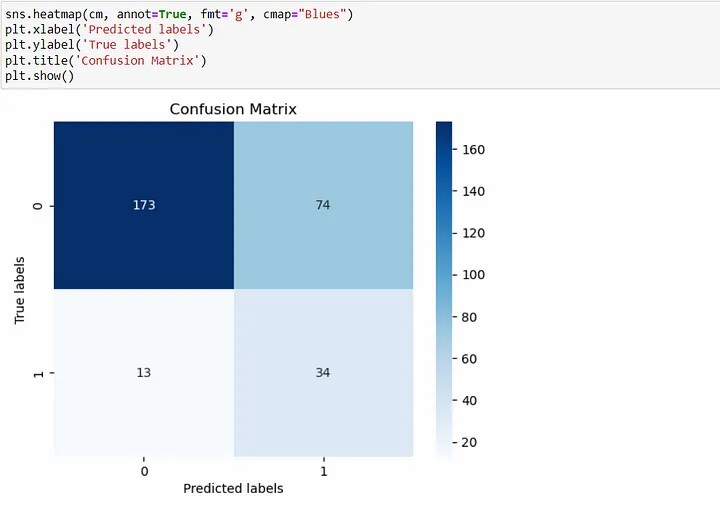 sns.heatmap(cm, annot=True, fmt='g', cmap="Blues")
plt.xlabel('Predicted labels')
plt.ylabel('True labels')
plt.title('Confusion Matrix')
plt.show()
Confusion Matrix
173
74
13
34
0
1
True labels
0
1
Predicted labels
160
140
120
100
80
60
40
20